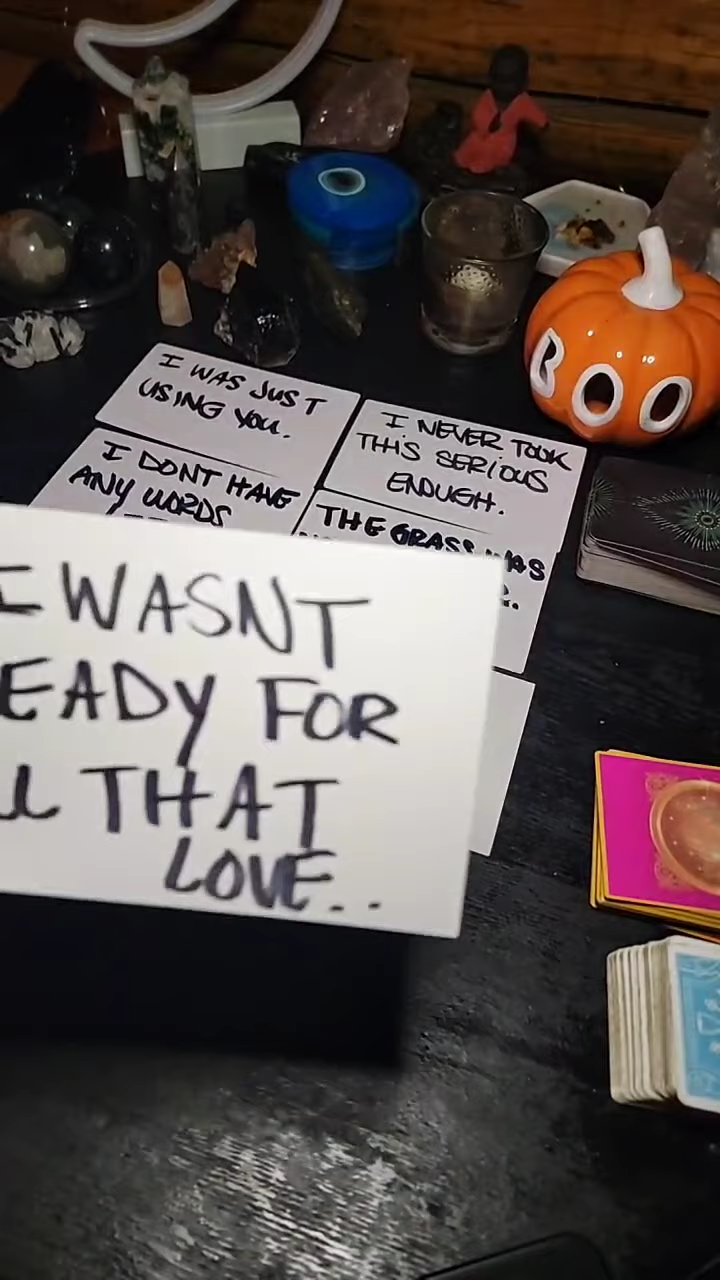 I WAS JUST
USING YOU.
I NEVER TOOK
THIS SERIOUS
ENOUGH.
I DONT HAVE
ANY WORDS
THE GRASS WAS
I WASNT
EADY FOR
THAT
LOVE..
BOO